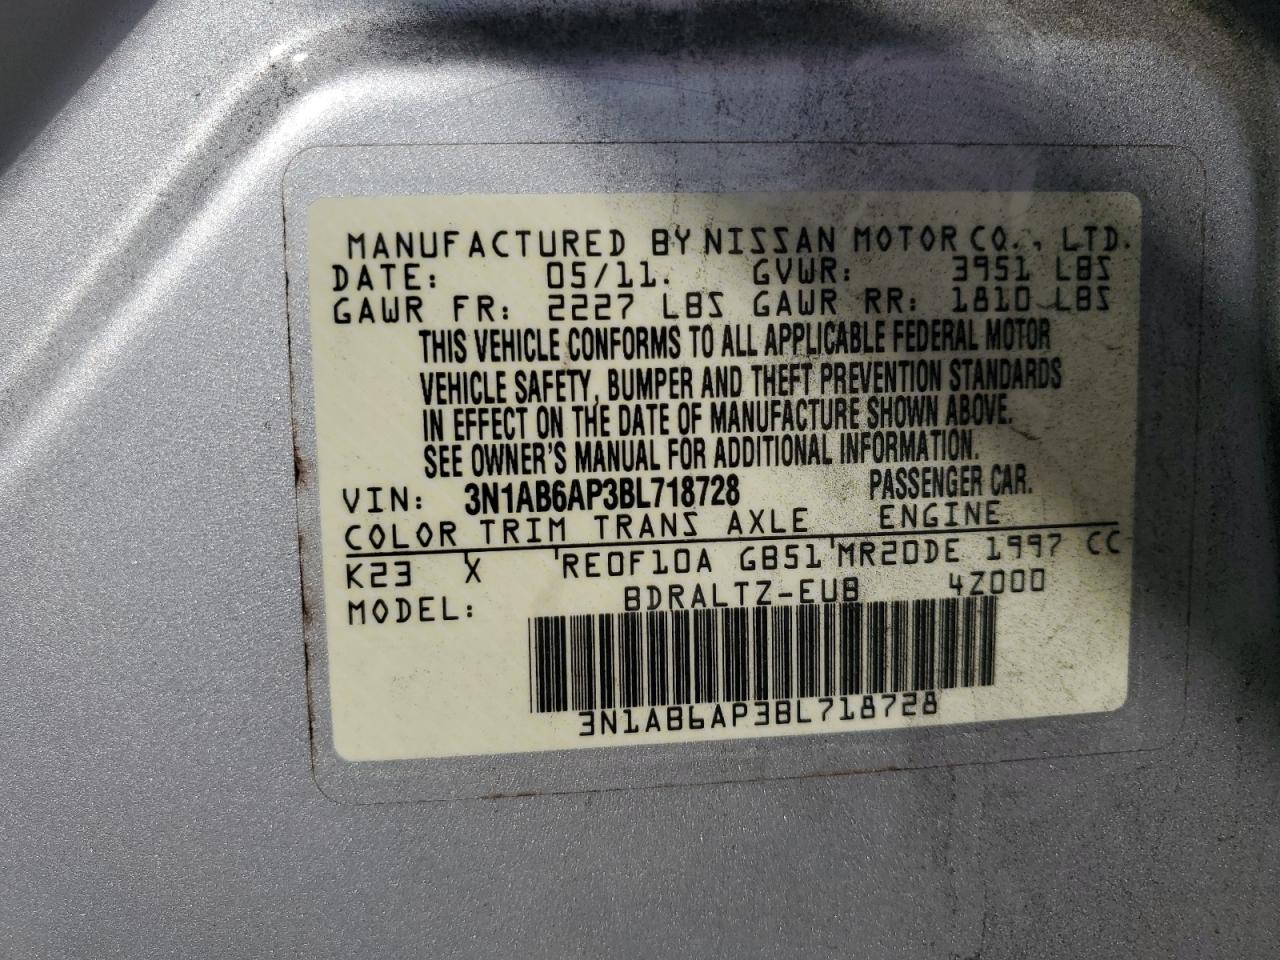 MANUFACTURED BY NISSAN MOTOR CO., LTD.
DATE: 05/11. GVWR: 3951 LBS
GAWR FR: 2227 LBS GAWR RR: 1810 LBS
THIS VEHICLE CONFORMS TO ALL APPLICABLE FEDERAL MOTOR
VEHICLE SAFETY, BUMPER AND THEFT PREVENTION STANDARDS
IN EFFECT ON THE DATE OF MANUFACTURE SHOWN ABOVE.
SEE OWNER'S MANUAL FOR ADDITIONAL INFORMATION.
VIN: 3N1AB6AP3BL718728 PASSENGER CAR.
COLOR TRIM TRANS AXLE ENGINE
K23 X RE0F10A GB51 MR20DE 1997 CC
MODEL: BDRALTZ-EUB 4Z000
3N1AB6AP3BL718728